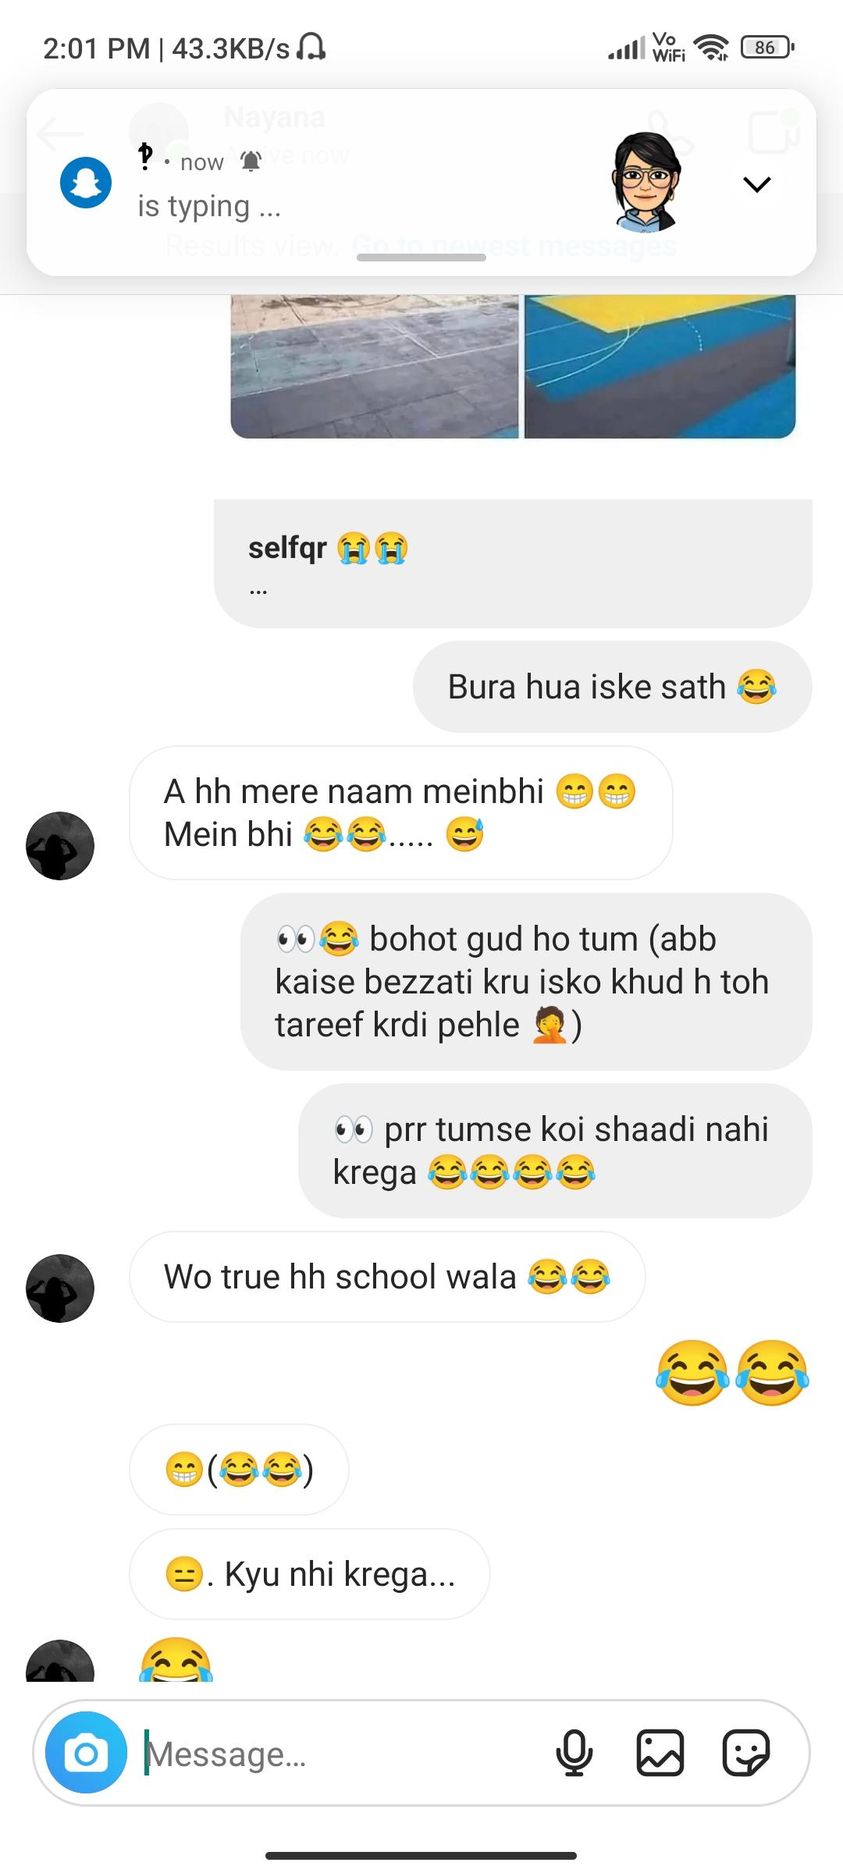 2:01 PM | 43.3KB/s
Vo
WiFi
86
Nayana
Active now
now
is typing ...
Results view. Go to newest messages
selfqr 😭😭
...
Bura hua iske sath 😂
A hh mere naam meinbhi 😁😁
Mein bhi 😂😂..... 😅
👀😂 bohot gud ho tum (abb
kaise bezzati kru isko khud h toh
tareef krdi pehle 🤦)
👀 prr tumse koi shaadi nahi
krega 😂😂😂😂
Wo true hh school wala 😂😂
😂😂
😁(😂😂)
😑. Kyu nhi krega...
😂
Message...